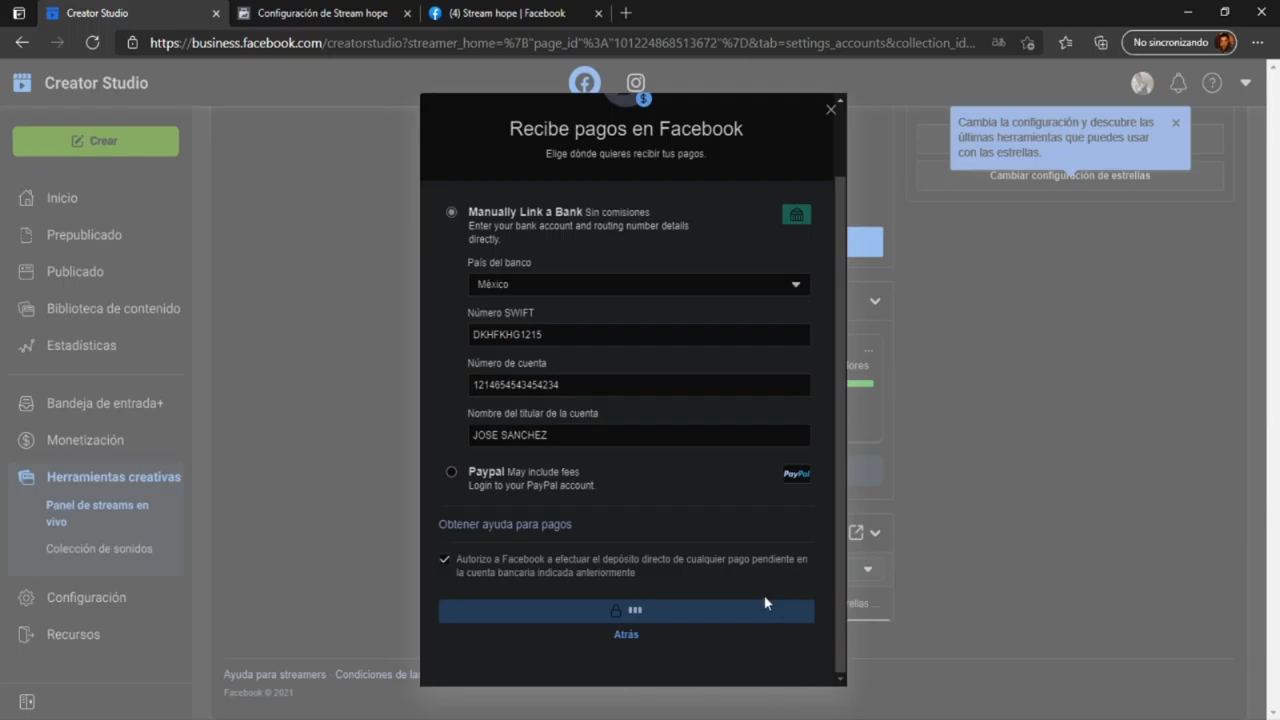 Creator Studio
Configuración de Stream hope
(4) Stream hope | Facebook
https://business.facebook.com/creatorstudio?streamer_home=%7B"page_id"%3A"101224868513672"%7D&tab=settings_accounts&collection_id...
No sincronizando
Creator Studio
Crear
Inicio
Prepublicado
Publicado
Biblioteca de contenido
Estadísticas
Bandeja de entrada+
Monetización
Herramientas creativas
Panel de streams en
vivo
Colección de sonidos
Configuración
Recursos
Recibe pagos en Facebook
Elige dónde quieres recibir tus pagos.
Manually Link a Bank Sin comisiones
Enter your bank account and routing number details
directly.
País del banco
México
Número SWIFT
DKHFKHG1215
Número de cuenta
1214654543454234
Nombre del titular de la cuenta
JOSE SANCHEZ
Paypal May include fees
Login to your PayPal account.
PayPal
Obtener ayuda para pagos
Autorizo a Facebook a efectuar el depósito directo de cualquier pago pendiente en
la cuenta bancaria indicada anteriormente
Atrás
Cambia la configuración y descubre las
últimas herramientas que puedes usar
con las estrellas.
Cambiar configuración de estrellas
...
lores
rellas ...
Ayuda para streamers
Condiciones de las
Facebook © 2021